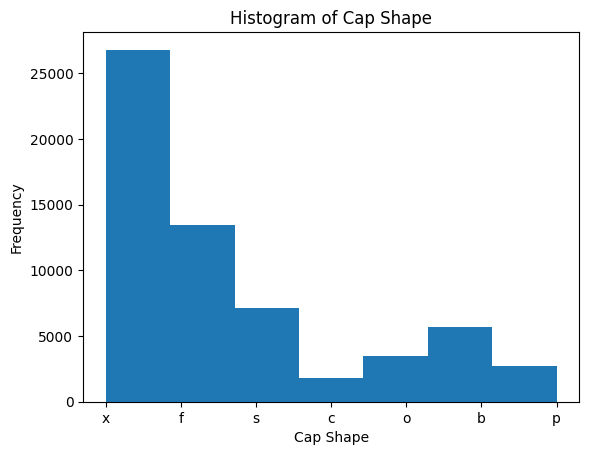 Histogram of Cap Shape
Frequency
25000
20000
15000
10000
5000
0
x f s c o b p
Cap Shape